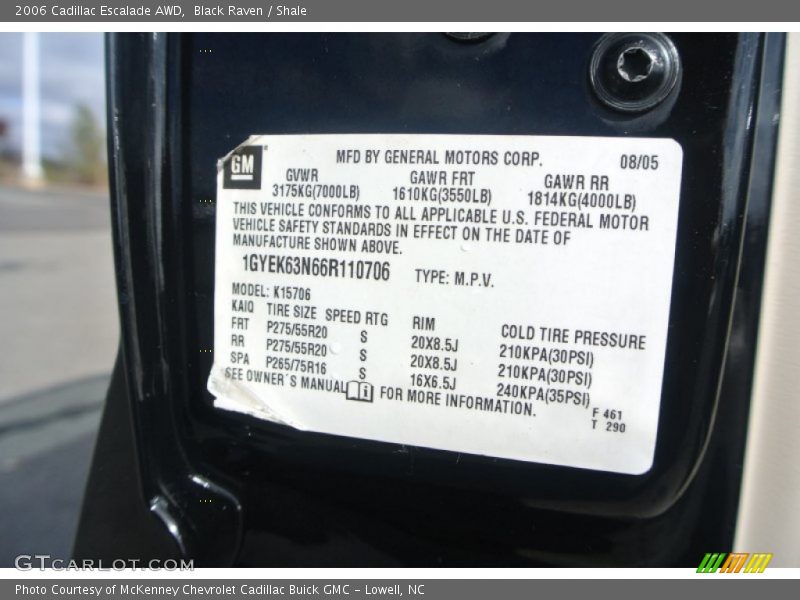 2006 Cadillac Escalade AWD,  Black Raven / Shale
GM
MFD BY GENERAL MOTORS CORP. 08/05
GVWR GAWR FRT GAWR RR
3175KG(7000LB) 1610KG(3550LB) 1814KG(4000LB)
THIS VEHICLE CONFORMS TO ALL APPLICABLE U.S. FEDERAL MOTOR
VEHICLE SAFETY STANDARDS IN EFFECT ON THE DATE OF
MANUFACTURE SHOWN ABOVE.
1GYEK63N66R110706 TYPE: M.P.V.
MODEL: K15706
KAIQ TIRE SIZE SPEED RTG RIM COLD TIRE PRESSURE
FRT P275/55R20 S 20X8.5J 210KPA(30PSI)
RR P275/55R20 S 20X8.5J 210KPA(30PSI)
SPA P265/75R16 S 16X6.5J 240KPA(35PSI)
SEE OWNER´S MANUAL FOR MORE INFORMATION.
F 461
T 290
GTcarlot.com
Photo Courtesy of McKenney Chevrolet Cadillac Buick GMC - Lowell, NC